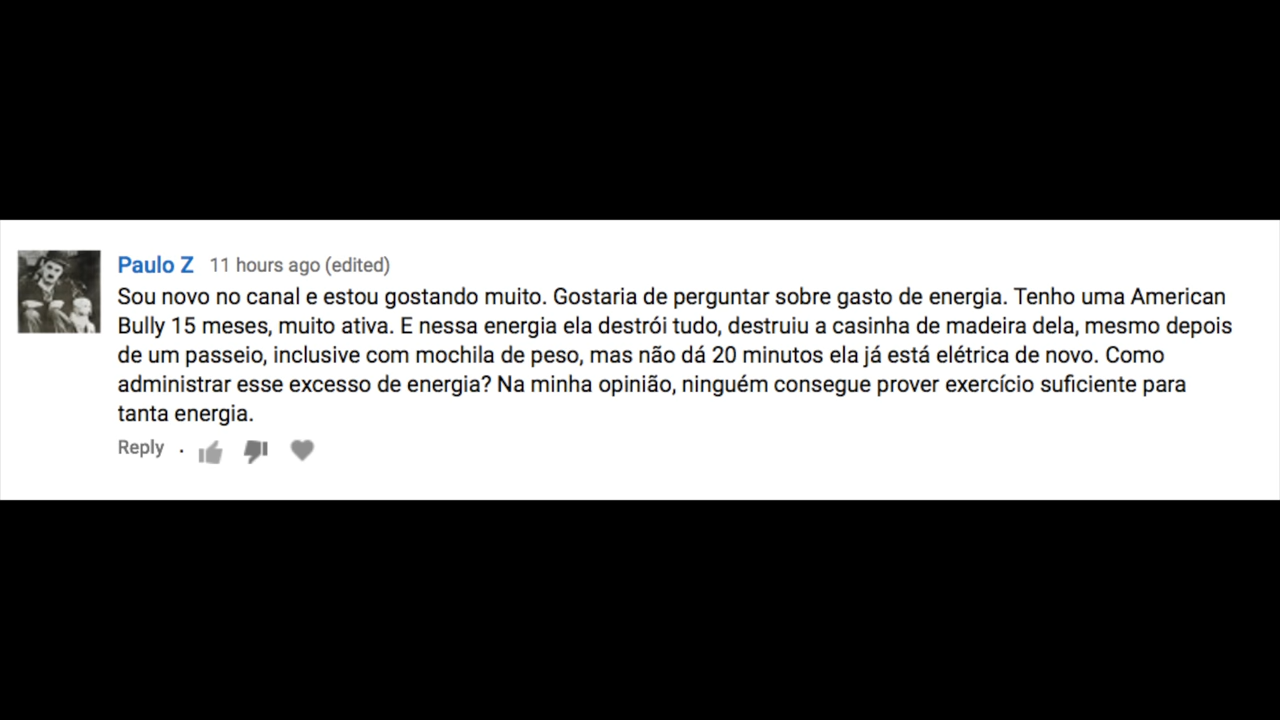 Paulo Z 11 hours ago (edited)
Sou novo no canal e estou gostando muito. Gostaria de perguntar sobre gasto de energia. Tenho uma American
Bully 15 meses, muito ativa. E nessa energia ela destrói tudo, destruiu a casinha de madeira dela, mesmo depois
de um passeio, inclusive com mochila de peso, mas não dá 20 minutos ela já está elétrica de novo. Como
administrar esse excesso de energia? Na minha opinião, ninguém consegue prover exercício suficiente para
tanta energia.
Reply ·